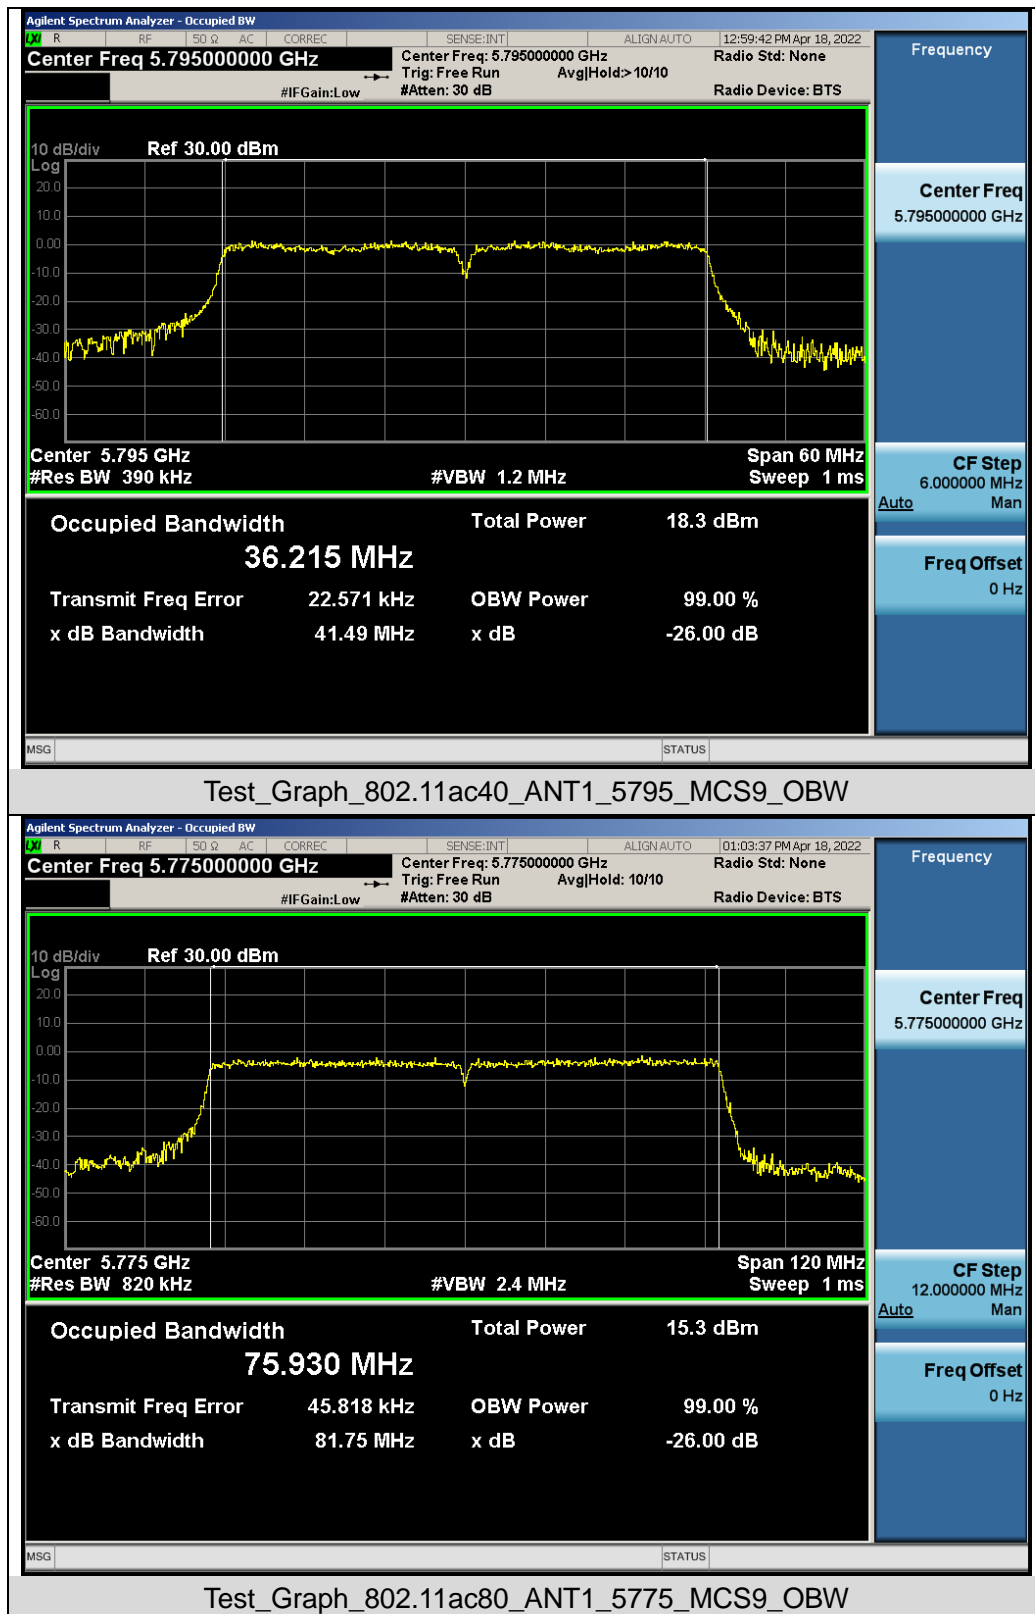 Agilent Spectrum Analyzer - Occupied BW
LXI R RF 50 Ω AC CORREC SENSE:INT ALIGN AUTO 12:59:42 PM Apr 18, 2022
Center Freq 5.795000000 GHz Center Freq: 5.795000000 GHz Radio Std: None
Trig: Free Run Avg|Hold:> 10/10
#IFGain:Low #Atten: 30 dB Radio Device: BTS
Frequency
10 dB/div Ref 30.00 dBm
Log
20.0
10.0
0.00
-10.0
-20.0
-30.0
-40.0
-50.0
-60.0
Center 5.795 GHz Span 60 MHz
#Res BW 390 kHz #VBW 1.2 MHz Sweep 1 ms
Center Freq
5.795000000 GHz
CF Step
6.000000 MHz
Auto Man
Freq Offset
0 Hz
Occupied Bandwidth Total Power 18.3 dBm
36.215 MHz
Transmit Freq Error 22.571 kHz OBW Power 99.00 %
x dB Bandwidth 41.49 MHz x dB -26.00 dB
MSG STATUS
Test_Graph_802.11ac40_ANT1_5795_MCS9_OBW
Agilent Spectrum Analyzer - Occupied BW
LXI R RF 50 Ω AC CORREC SENSE:INT ALIGN AUTO 01:03:37 PM Apr 18, 2022
Center Freq 5.775000000 GHz Center Freq: 5.775000000 GHz Radio Std: None
Trig: Free Run Avg|Hold: 10/10
#IFGain:Low #Atten: 30 dB Radio Device: BTS
Frequency
10 dB/div Ref 30.00 dBm
Log
20.0
10.0
0.00
-10.0
-20.0
-30.0
-40.0
-50.0
-60.0
Center 5.775 GHz Span 120 MHz
#Res BW 820 kHz #VBW 2.4 MHz Sweep 1 ms
Center Freq
5.775000000 GHz
CF Step
12.000000 MHz
Auto Man
Freq Offset
0 Hz
Occupied Bandwidth Total Power 15.3 dBm
75.930 MHz
Transmit Freq Error 45.818 kHz OBW Power 99.00 %
x dB Bandwidth 81.75 MHz x dB -26.00 dB
MSG STATUS
Test_Graph_802.11ac80_ANT1_5775_MCS9_OBW